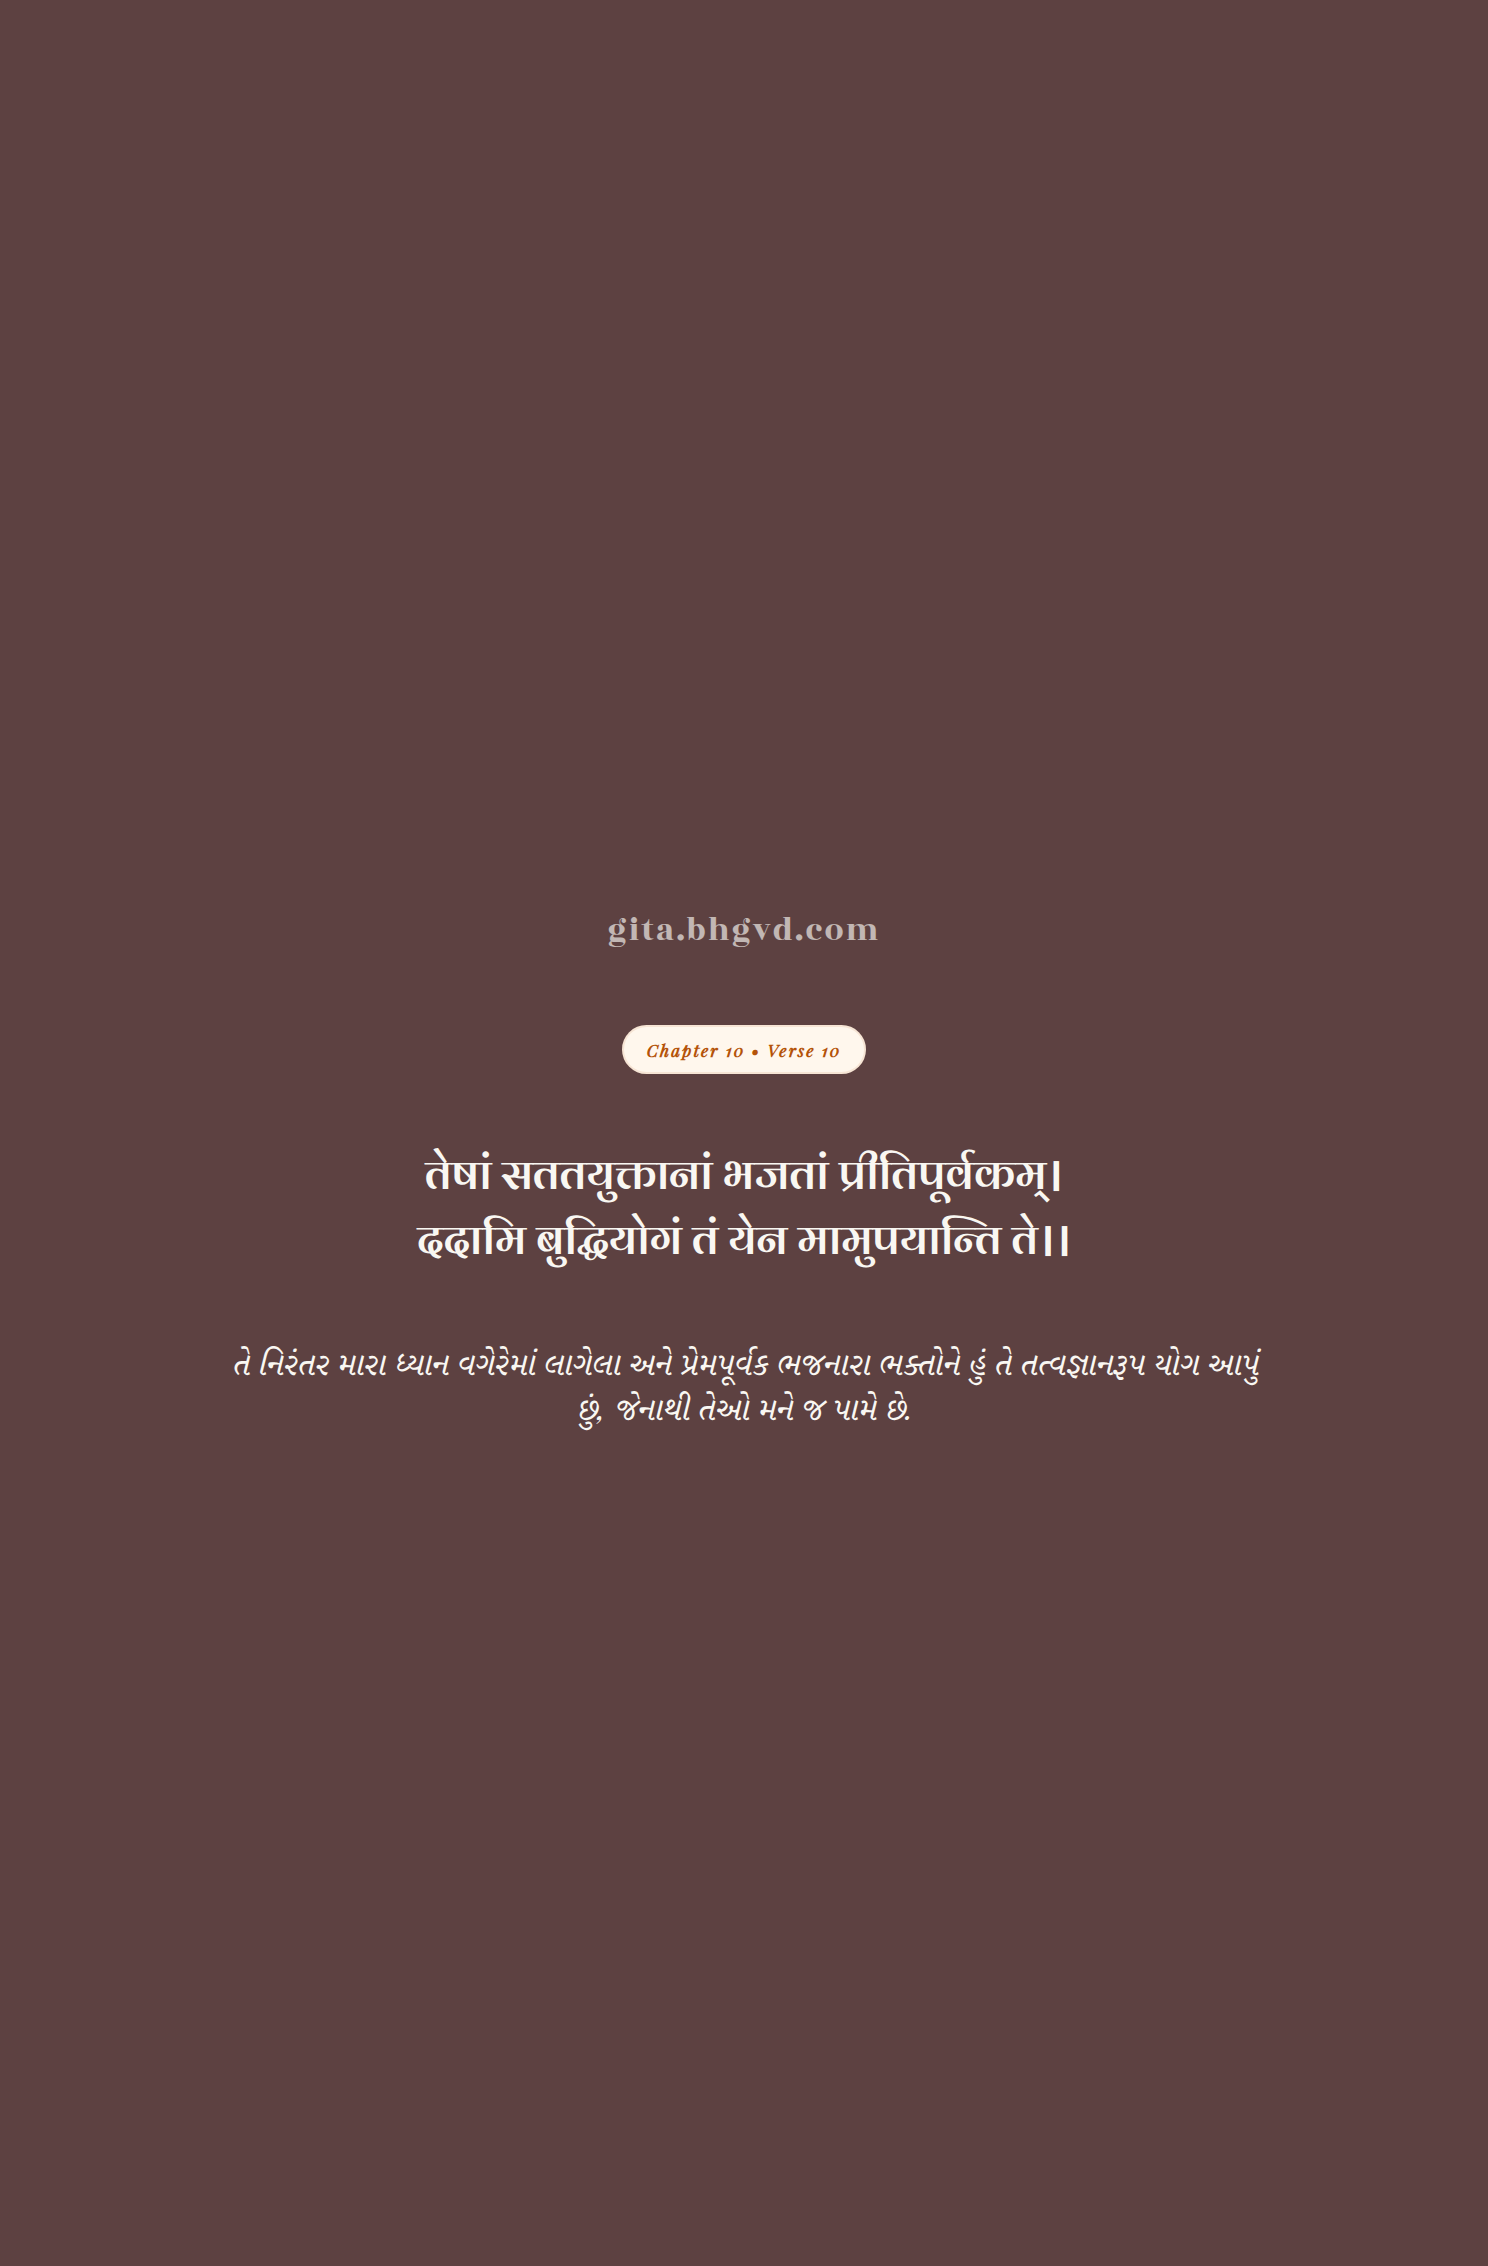 gita.bhgvd.com
Chapter 10 • Verse 10
तेषां सततयुक्तानां भजतां प्रीतिपूर्वकम्।
ददामि बुद्धियोगं तं येन मामुपयान्ति ते।।
તે નિરંતર મારા ધ્યાન વગેરેમાં લાગેલા અને પ્રેમપૂર્વક ભજનારા ભક્તોને હું તે તત્વજ્ઞાનરૂપ યોગ આપું
છું, જેનાથી તેઓ મને જ પામે છે.